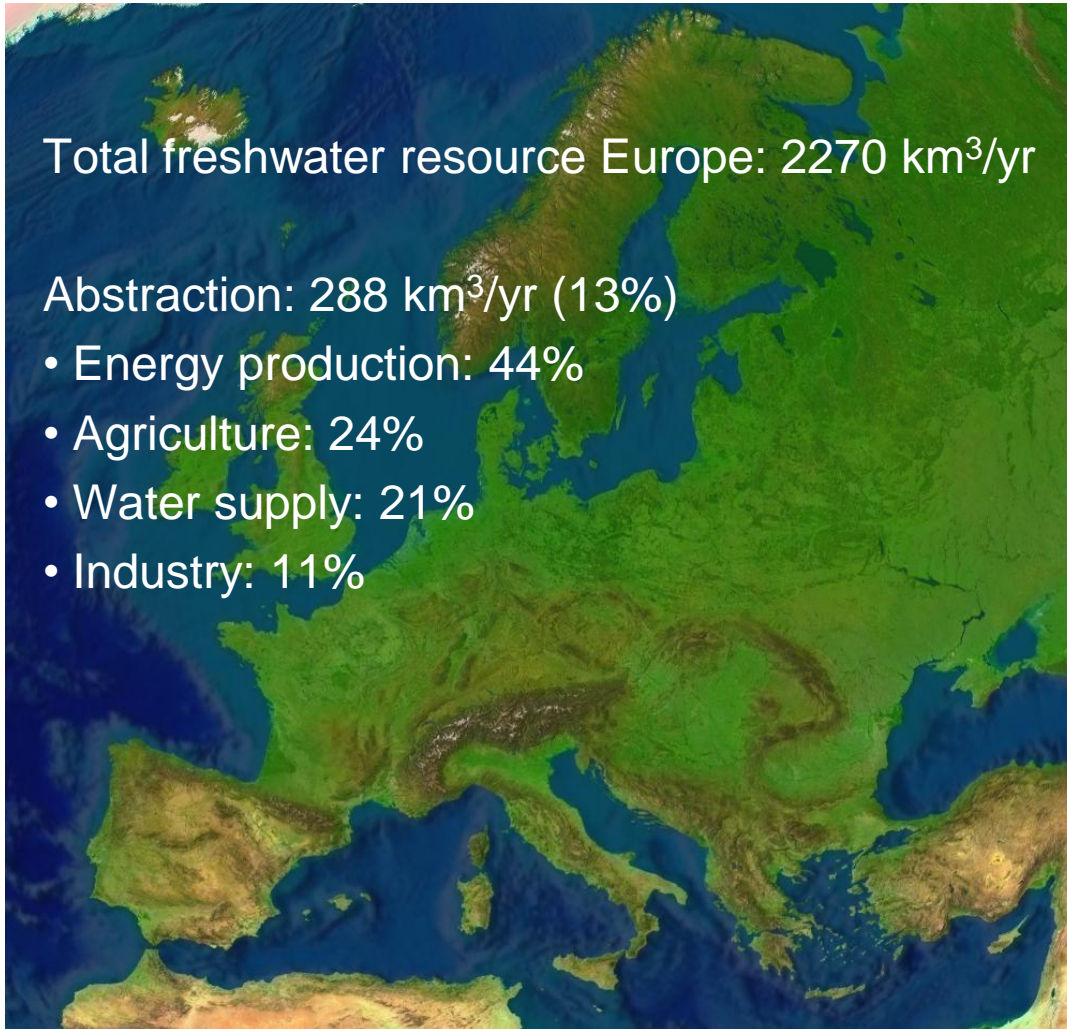 Total freshwater resource Europe: 2270 km³/yr
Abstraction: 288 km³/yr (13%)
• Energy production: 44%
• Agriculture: 24%
• Water supply: 21%
• Industry: 11%